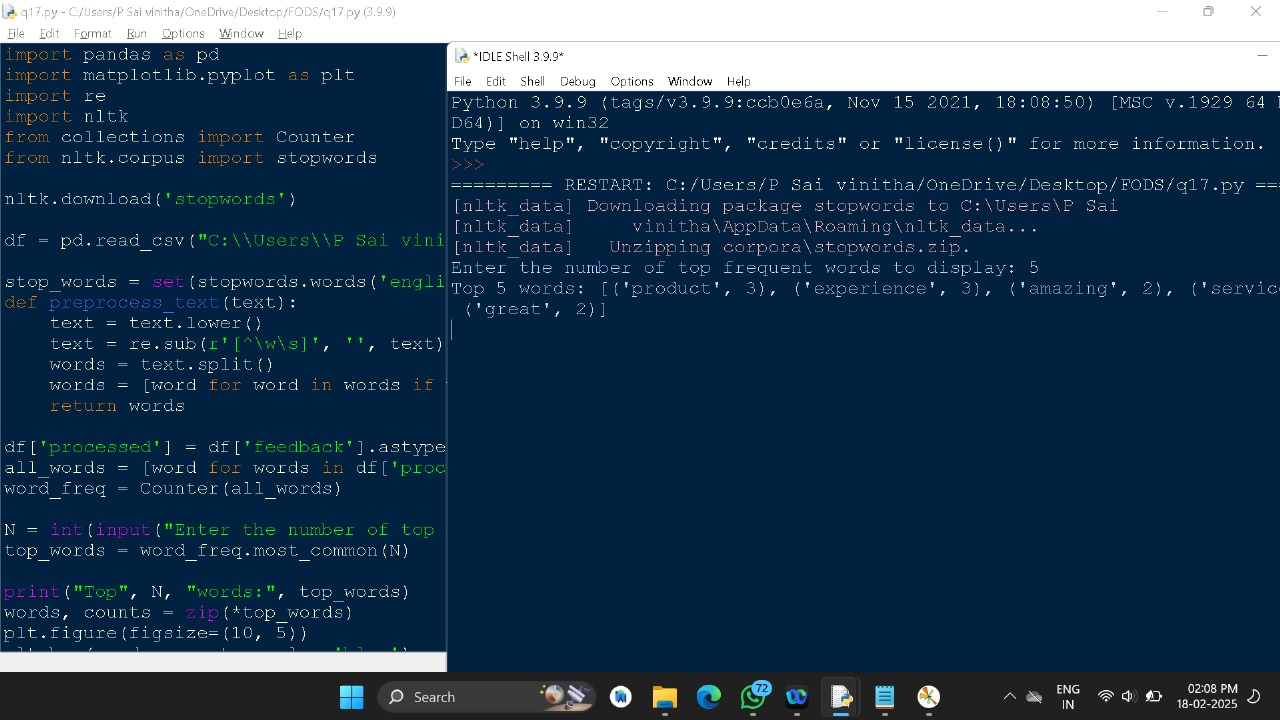 q17.py - C:/Users/P Sai vinitha/OneDrive/Desktop/FODS/q17.py (3.9.9)
File Edit Format Run Options Window Help
import pandas as pd
import matplotlib.pyplot as plt
import re
import nltk
from collections import Counter
from nltk.corpus import stopwords
nltk.download('stopwords')
df = pd.read_csv("C:\\Users\\P Sai vini
stop_words = set(stopwords.words('engli
def preprocess_text(text):
text = text.lower()
text = re.sub(r'[^\w\s]', '', text)
words = text.split()
words = [word for word in words if
return words
df['processed'] = df['feedback'].astype
all_words = [word for words in df['proc
word_freq = Counter(all_words)
N = int(input("Enter the number of top
top_words = word_freq.most_common(N)
print("Top", N, "words:", top_words)
words, counts = zip(*top_words)
plt.figure(figsize=(10, 5))
*IDLE Shell 3.9.9*
File Edit Shell Debug Options Window Help
Python 3.9.9 (tags/v3.9.9:ccb0e6a, Nov 15 2021, 18:08:50) [MSC v.1929 64
D64)] on win32
Type "help", "copyright", "credits" or "license()" for more information.
>>>
========= RESTART: C:/Users/P Sai vinitha/OneDrive/Desktop/FODS/q17.py ==
[nltk_data] Downloading package stopwords to C:\Users\P Sai
[nltk_data] vinitha\AppData\Roaming\nltk_data...
[nltk_data] Unzipping corpora\stopwords.zip.
Enter the number of top frequent words to display: 5
Top 5 words: [('product', 3), ('experience', 3), ('amazing', 2), ('servic
('great', 2)]
Search
72
ENG
IN
02:08 PM
18-02-2025